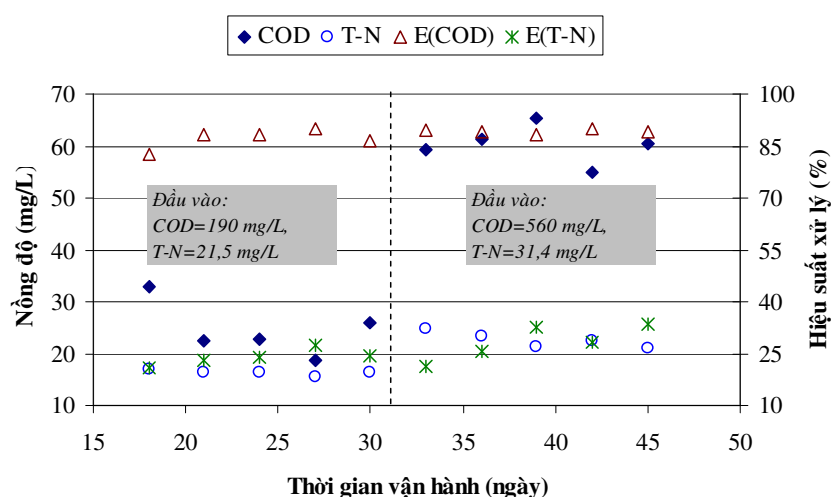 COD T-N E(COD) E(T-N)
70
60
50
40
30
20
10
Nồng độ (mg/L)
100
85
70
55
40
25
10
Hiệu suất xử lý (%)
Đầu vào:
COD=190 mg/L,
T-N=21,5 mg/L
Đầu vào:
COD=560 mg/L,
T-N=31,4 mg/L
15 20 25 30 35 40 45 50
Thời gian vận hành (ngày)